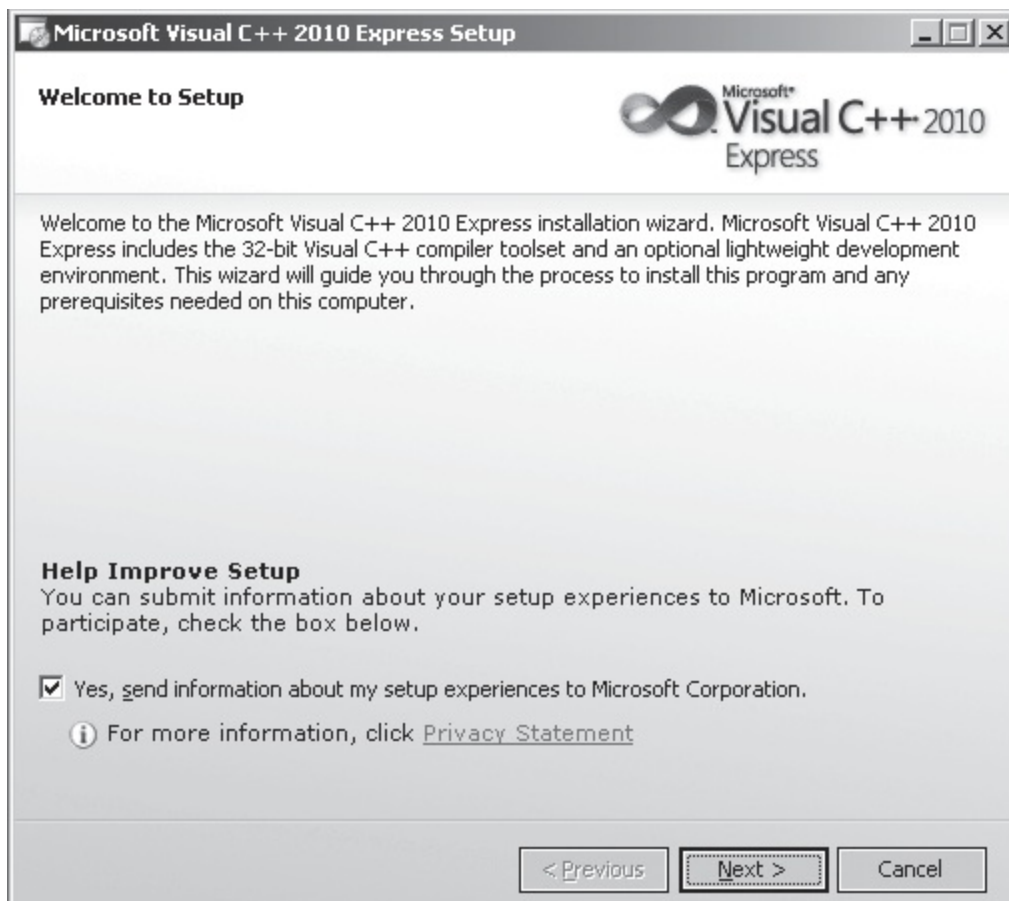 Microsoft Visual C++ 2010 Express Setup
Welcome to Setup
Microsoft®
Visual C++ 2010
Express
Welcome to the Microsoft Visual C++ 2010 Express installation wizard. Microsoft Visual C++ 2010
Express includes the 32-bit Visual C++ compiler toolset and an optional lightweight development
environment. This wizard will guide you through the process to install this program and any
prerequisites needed on this computer.
Help Improve Setup
You can submit information about your setup experiences to Microsoft. To
participate, check the box below.
Yes, send information about my setup experiences to Microsoft Corporation.
For more information, click Privacy Statement
< Previous
Next >
Cancel